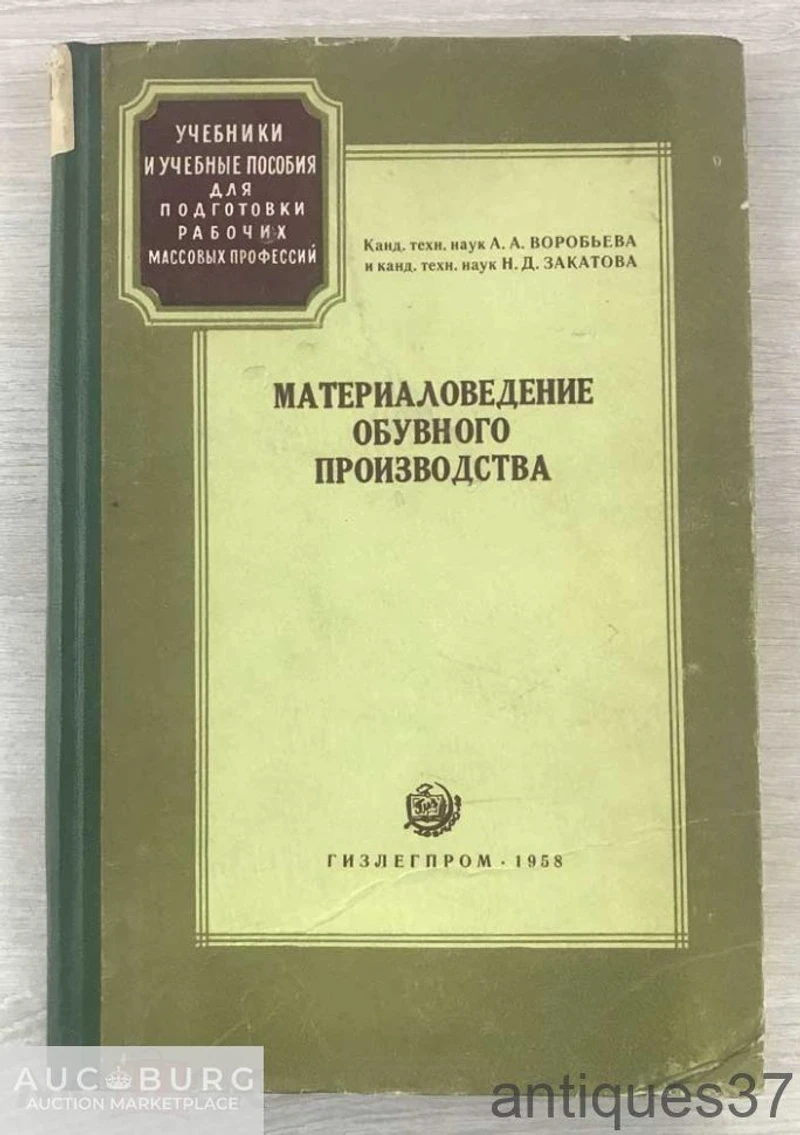 УЧЕБНИКИ
И УЧЕБНЫЕ ПОСОБИЯ
ДЛЯ
ПОДГОТОВКИ
РАБОЧИХ
МАССОВЫХ ПРОФЕССИЙ
Канд. техн. наук А. А. ВОРОБЬЕВА
и канд. техн. наук Н. Д. ЗАКАТОВА
МАТЕРИАЛОВЕДЕНИЕ
ОБУВНОГО
ПРОИЗВОДСТВА
ГИЗЛЕГПРОМ · 1958
AUCBURG
AUCTION MARKETPLACE
antiques37